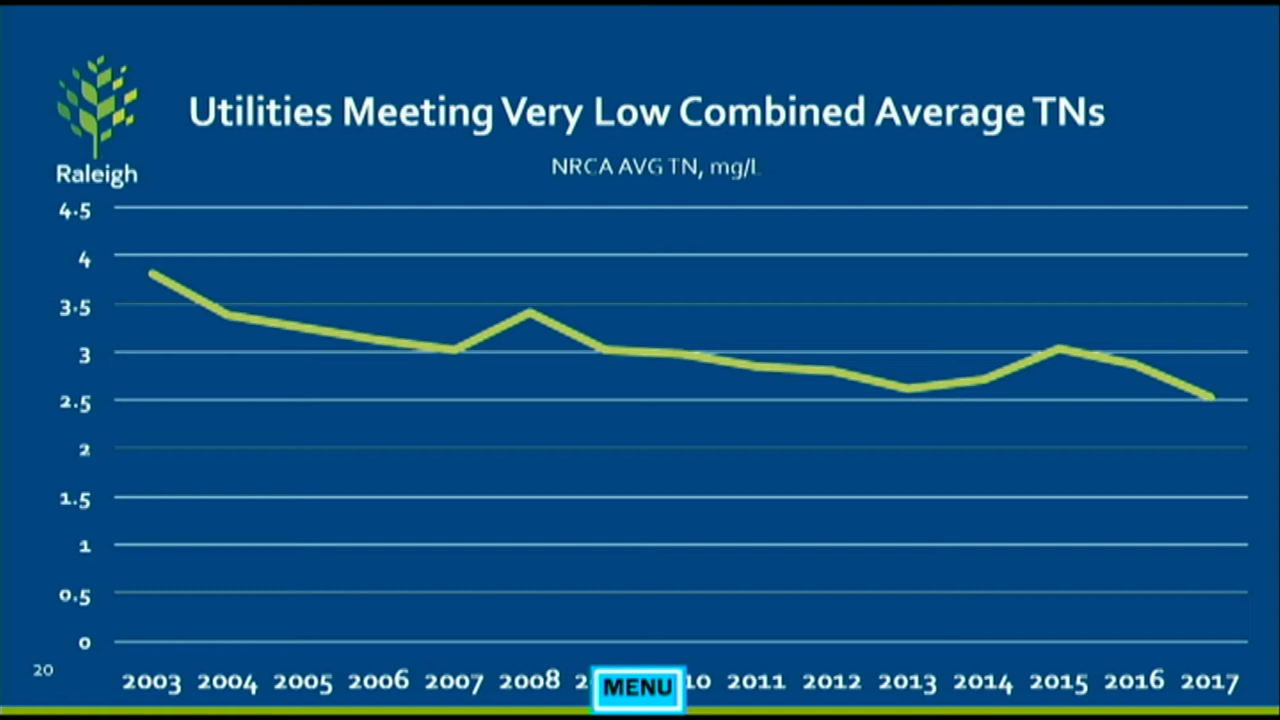 Utilities Meeting Very Low Combined Average TNs
Raleigh
NRCA AVG TN, mg/L
4.5
4
3.5
3
2.5
2
1.5
1
0.5
0
20
2003 2004 2005 2006 2007 2008 2 MENU 10 2011 2012 2013 2014 2015 2016 2017